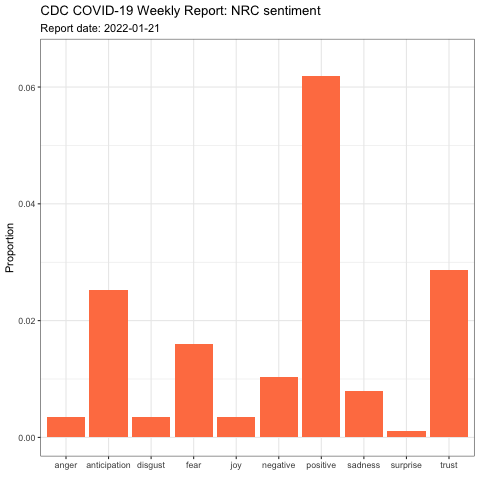 CDC COVID-19 Weekly Report: NRC sentiment
Report date: 2022-01-21
Proportion
0.06
0.04
0.02
0.00
anger anticipation disgust fear joy negative positive sadness surprise trust